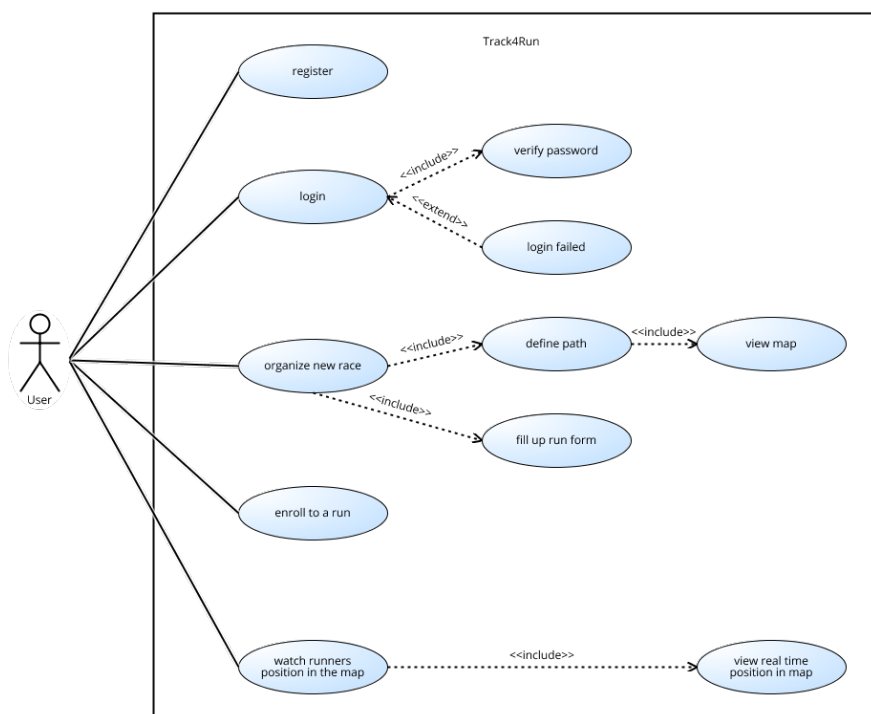 Track4Run
register
<<include>>
verify password
login
<<extend>>
login failed
<<include>>
define path
<<include>>
view map
organize new race
<<include>>
fill up run form
User
enroll to a run
<<include>>
watch runners
position in the map
view real time
position in map